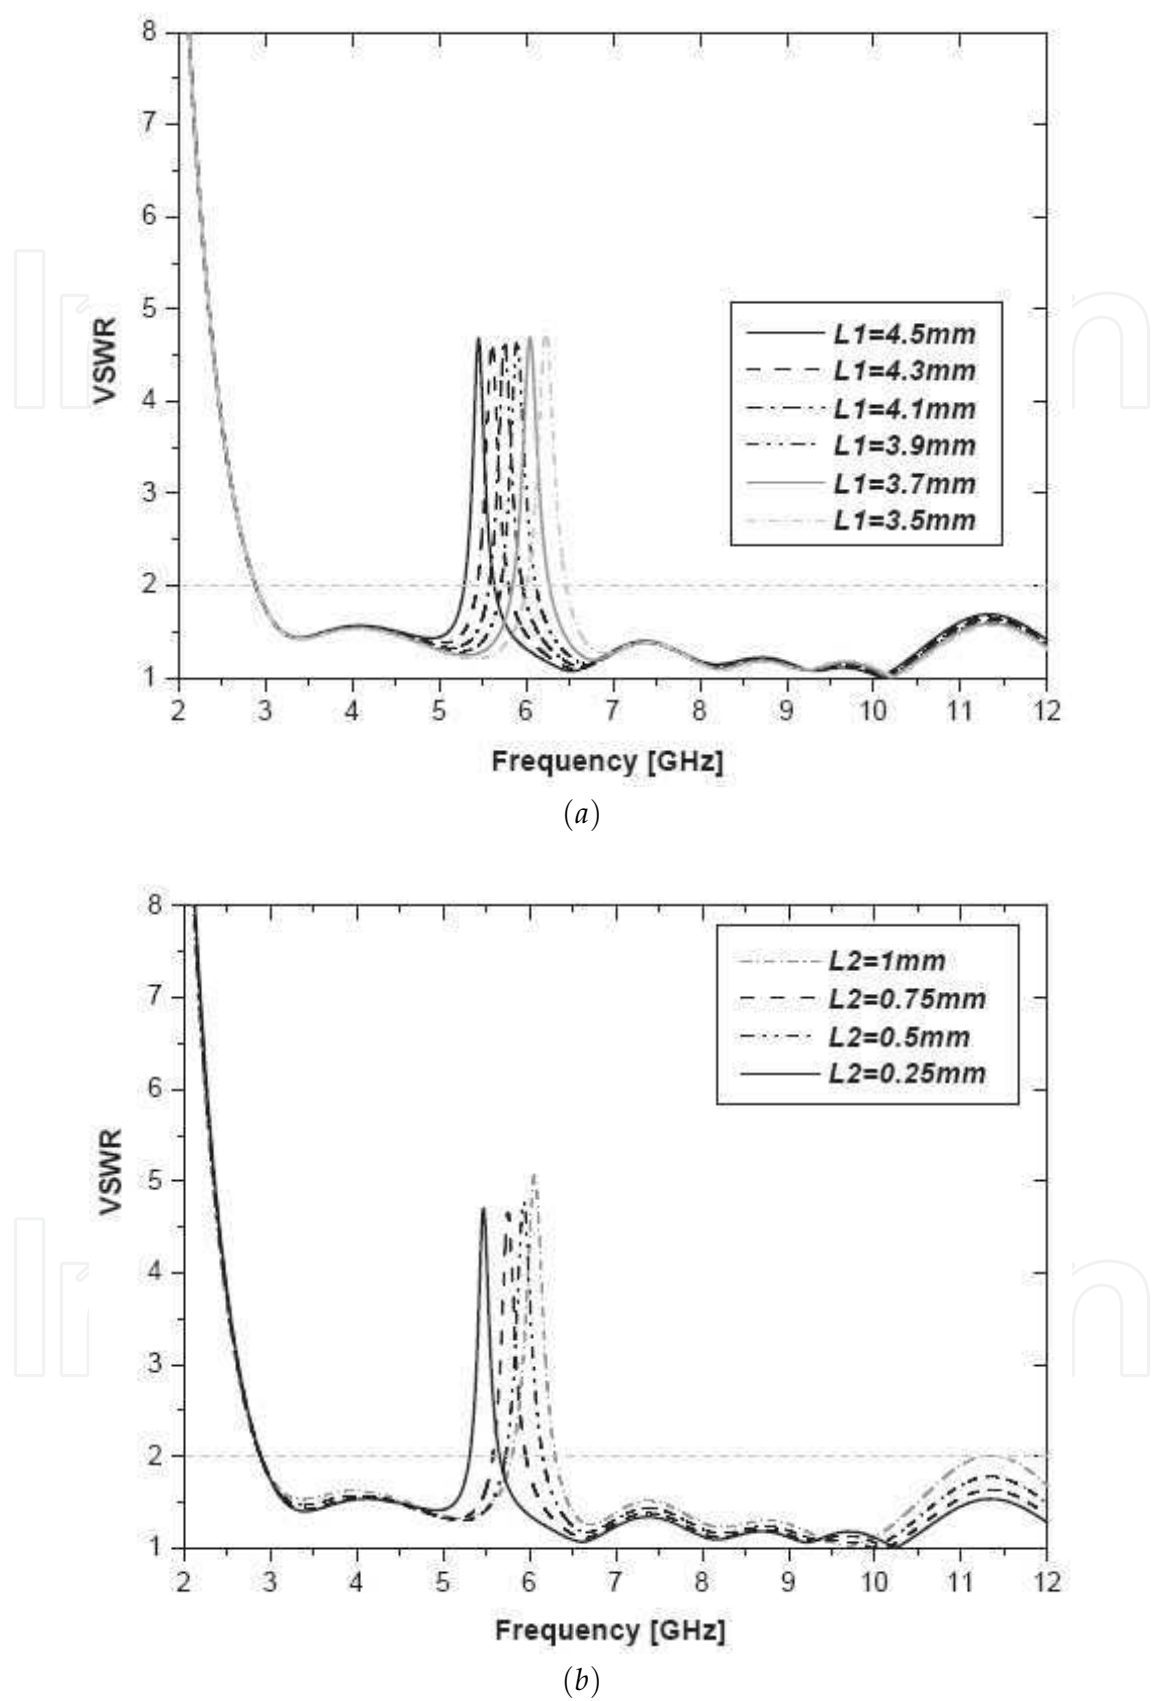 8
7
6
5
4
3
2
1
VSWR
L1=4.5mm
L1=4.3mm
L1=4.1mm
L1=3.9mm
L1=3.7mm
L1=3.5mm
2 3 4 5 6 7 8 9 10 11 12
Frequency [GHz]
(a)
8
7
6
5
4
3
2
1
VSWR
L2=1mm
L2=0.75mm
L2=0.5mm
L2=0.25mm
2 3 4 5 6 7 8 9 10 11 12
Frequency [GHz]
(b)